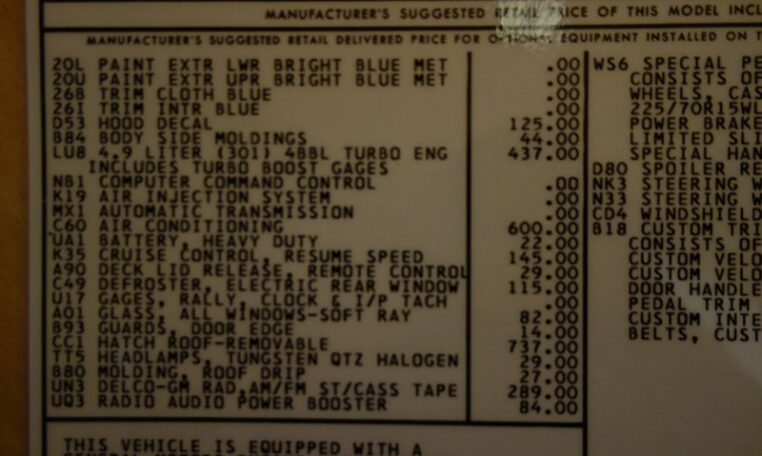 MANUFACTURER'S SUGGESTED RETAIL PRICE OF THIS MODEL INCL
MANUFACTURER'S SUGGESTED RETAIL DELIVERED PRICE FOR OPTIONAL EQUIPMENT INSTALLED ON T
20L PAINT EXTR LWR BRIGHT BLUE MET .00
20U PAINT EXTR UPR BRIGHT BLUE MET .00
26B TRIM CLOTH BLUE .00
26I TRIM INTR BLUE .00
D53 HOOD DECAL 125.00
B84 BODY SIDE MOLDINGS 44.00
LU8 4.9 LITER (301) 4BBL TURBO ENG 437.00
INCLUDES TURBO BOOST GAGES
NB1 COMPUTER COMMAND CONTROL .00
K19 AIR INJECTION SYSTEM .00
MX1 AUTOMATIC TRANSMISSION .00
C60 AIR CONDITIONING 600.00
UA1 BATTERY, HEAVY DUTY 22.00
K35 CRUISE CONTROL, RESUME SPEED 145.00
A90 DECK LID RELEASE, REMOTE CONTROL 29.00
C49 DEFROSTER, ELECTRIC REAR WINDOW 115.00
U17 GAGES, RALLY, CLOCK & I/P TACH .00
A01 GLASS, ALL WINDOWS-SOFT RAY 82.00
B93 GUARDS, DOOR EDGE 14.00
CC1 HATCH ROOF-REMOVABLE 737.00
TT5 HEADLAMPS, TUNGSTEN QTZ HALOGEN 29.00
B80 MOLDING, ROOF DRIP 27.00
UN3 DELCO-GM RAD,AM/FM ST/CASS TAPE 289.00
UQ3 RADIO AUDIO POWER BOOSTER 84.00
THIS VEHICLE IS EQUIPPED WITH A
WS6 SPECIAL PE
CONSISTS OF
WHEELS, CAS
225/70R15WL
POWER BRAKE
LIMITED SLI
SPECIAL HAN
D80 SPOILER RE
NK3 STEERING W
N33 STEERING W
CD4 WINDSHIELD
B18 CUSTOM TRI
CONSISTS OF
CUSTOM VELO
CUSTOM VELO
DOOR HANDLE
PEDAL TRIM
CUSTOM INTE
BELTS, CUST